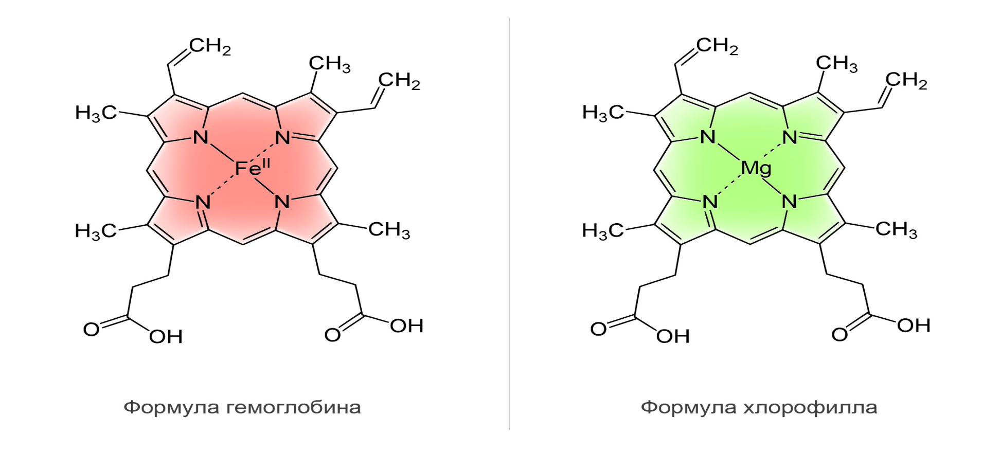 CH₂
CH₃
CH₂
H₃C
N
N
Feᴵᴵ
N
N
H₃C
CH₃
O
OH
O
OH
Формула гемоглобина
CH₂
CH₃
CH₂
H₃C
N
N
Mg
N
N
H₃C
CH₃
O
OH
O
OH
Формула хлорофилла